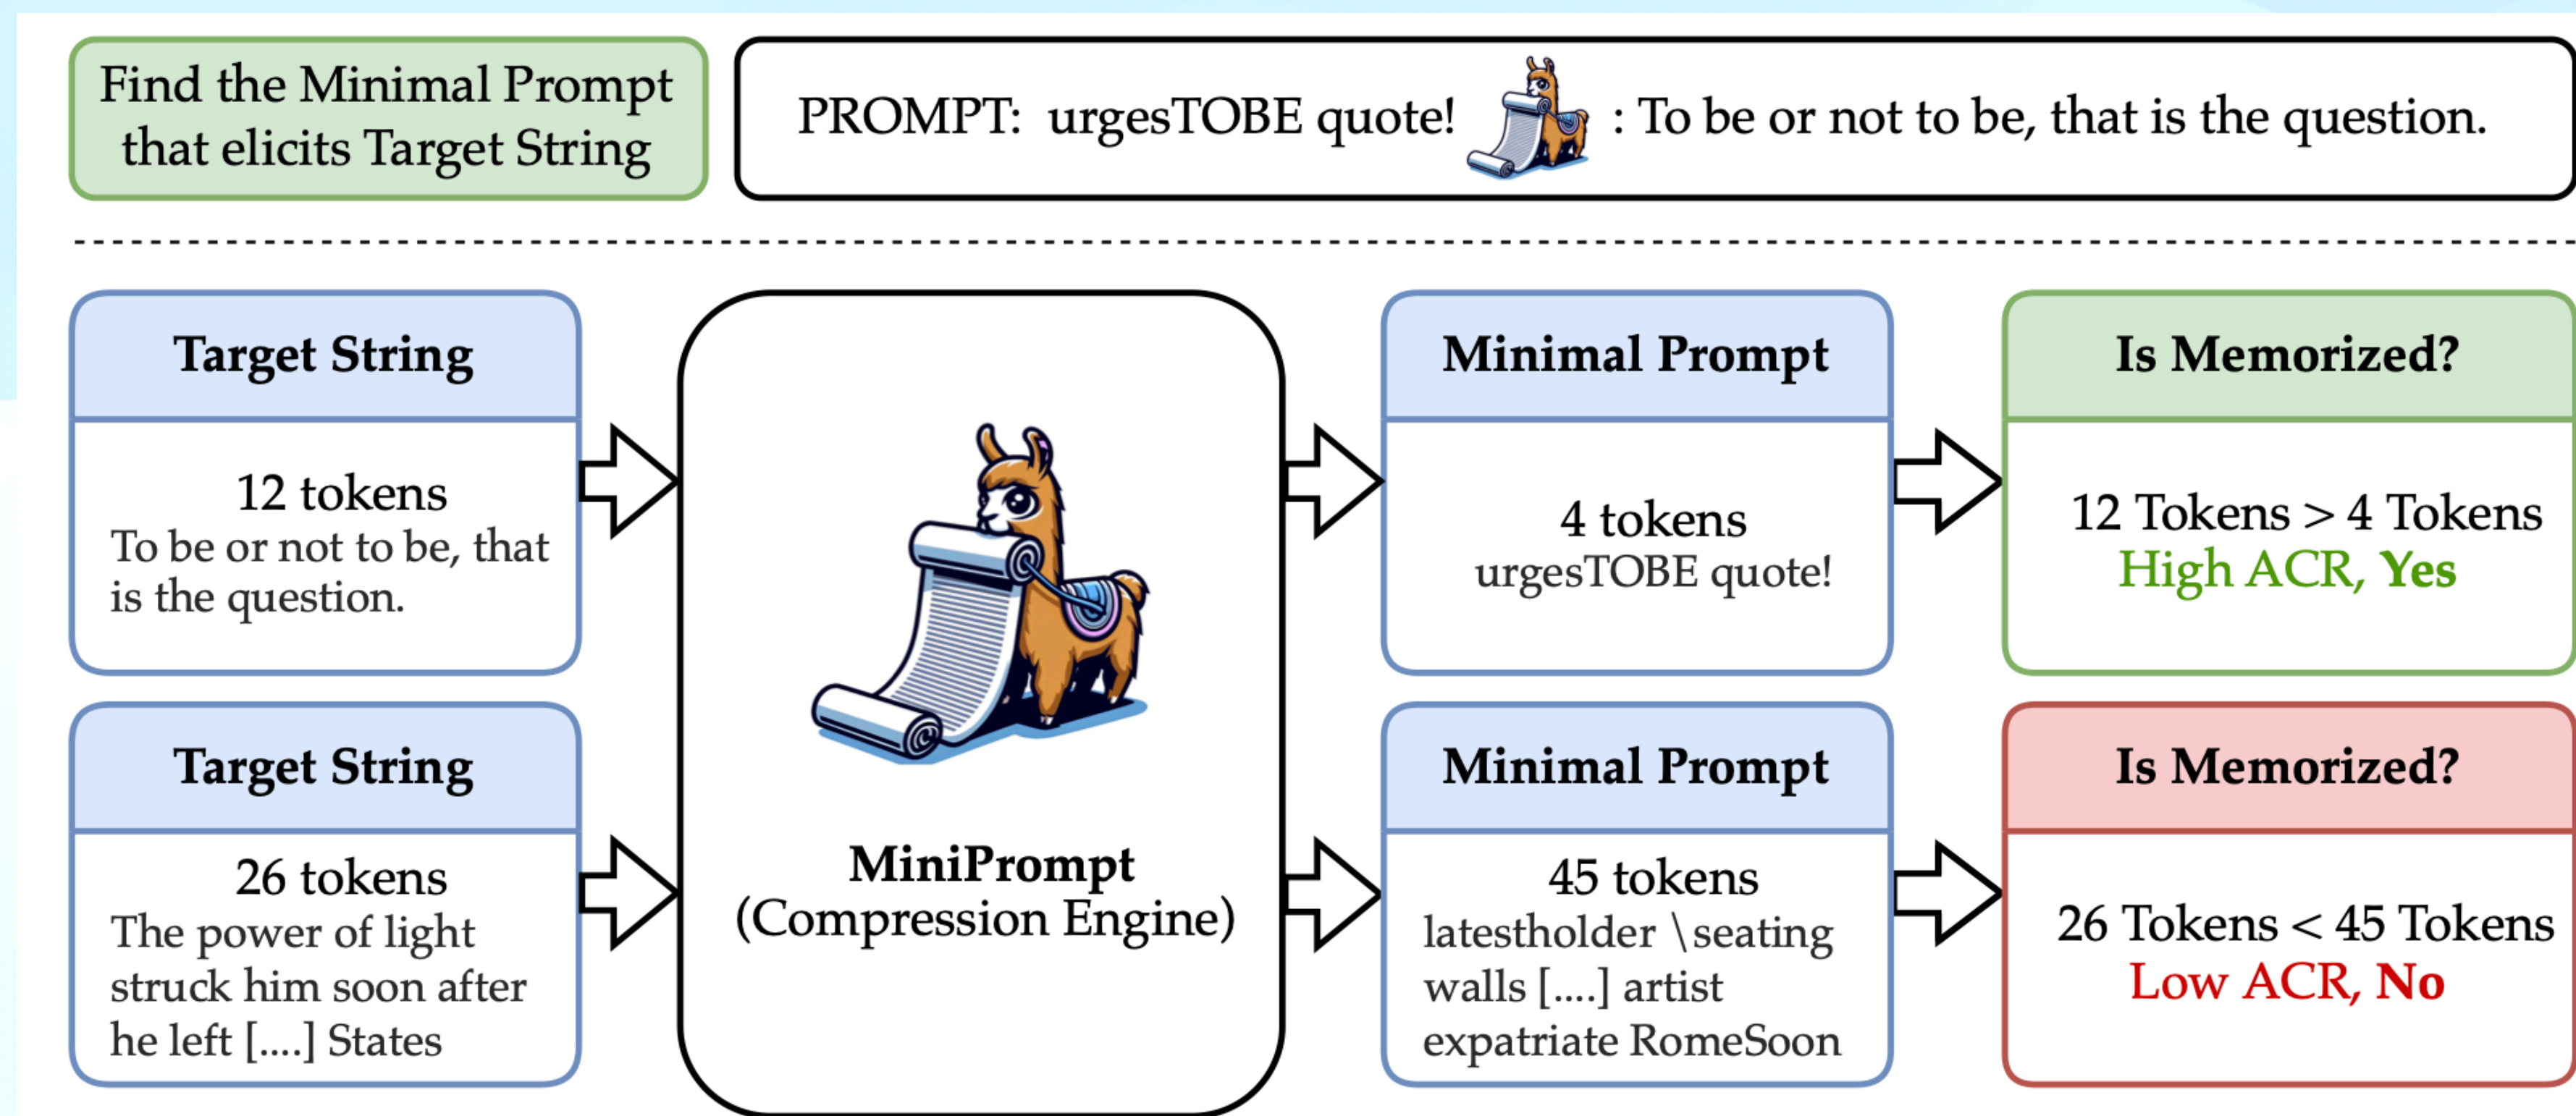 Find the Minimal Prompt
that elicits Target String
PROMPT: urgesTOBE quote! : To be or not to be, that is the question.
Target String
12 tokens
To be or not to be, that
is the question.
Minimal Prompt
4 tokens
urgesTOBE quote!
Is Memorized?
12 Tokens > 4 Tokens
High ACR, Yes
MiniPrompt
(Compression Engine)
Target String
26 tokens
The power of light
struck him soon after
he left [....] States
Minimal Prompt
45 tokens
latestholder \seating
walls [....] artist
expatriate RomeSoon
Is Memorized?
26 Tokens < 45 Tokens
Low ACR, No